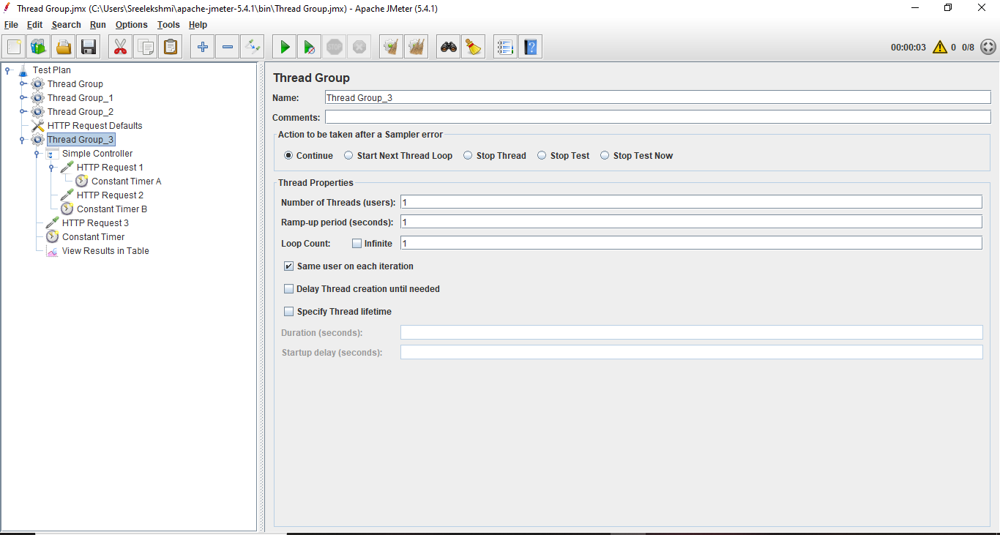 Thread Group.jmx (C:\Users\Sreelekshmi\apache-jmeter-5.4.1\bin\Thread Group.jmx) - Apache JMeter (5.4.1)
File Edit Search Run Options Tools Help
STOP
00:00:03 0 0/8
Test Plan
Thread Group
Thread Group_1
Thread Group_2
HTTP Request Defaults
Thread Group_3
Simple Controller
HTTP Request 1
Constant Timer A
HTTP Request 2
Constant Timer B
HTTP Request 3
Constant Timer
View Results in Table
Thread Group
Name: Thread Group_3
Comments:
Action to be taken after a Sampler error
Continue Start Next Thread Loop Stop Thread Stop Test Stop Test Now
Thread Properties
Number of Threads (users): 1
Ramp-up period (seconds): 1
Loop Count: Infinite 1
Same user on each iteration
Delay Thread creation until needed
Specify Thread lifetime
Duration (seconds):
Startup delay (seconds):